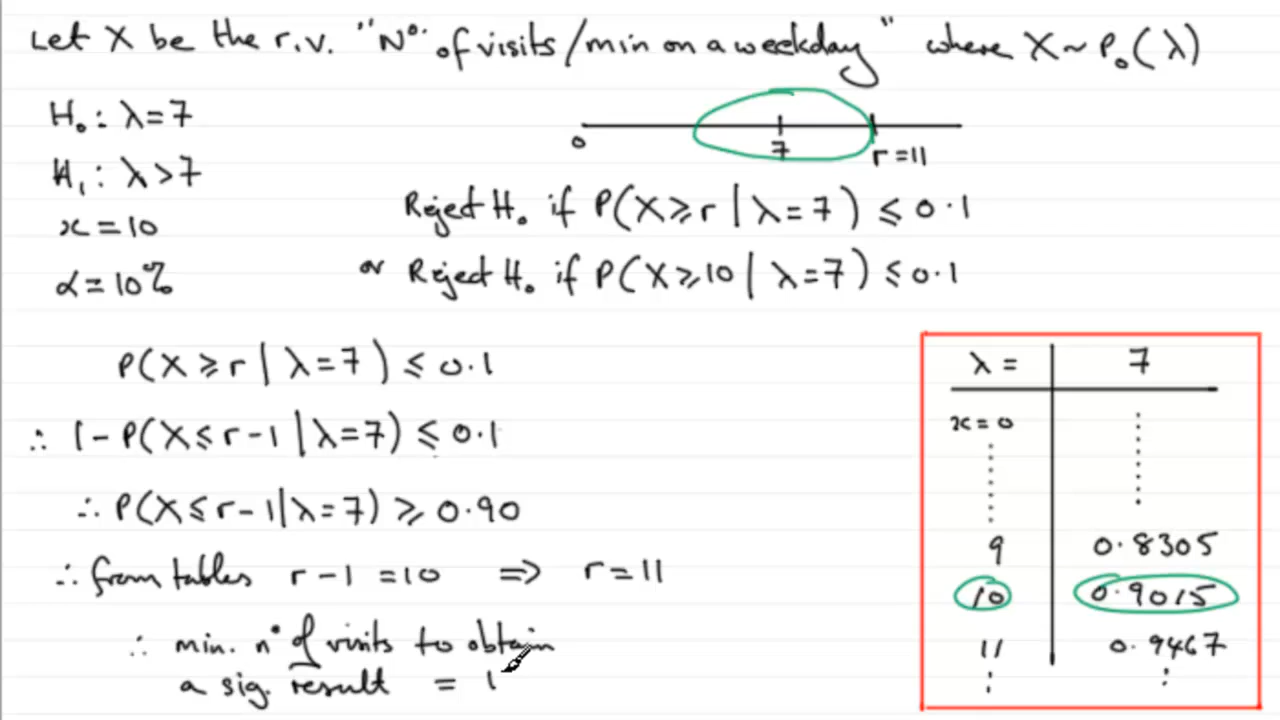 Let X be the r.v. "Nº. of visits/min on a weekday" where X~P₀(λ)
H₀: λ=7
0 7 r=11
H₁: λ>7
Reject H₀ if P(X⩾r|λ=7)⩽0.1
x=10
α=10%
or Reject H₀ if P(X⩾10|λ=7)⩽0.1
P(X⩾r|λ=7)⩽0.1
∴ 1-P(X⩽r-1|λ=7)⩽0.1
∴ P(X⩽r-1|λ=7)⩾0.90
∴ from tables r-1=10 ⇒ r=11
∴ min. nº of visits to obtain
a sig. result = 1
λ= 7
x=0
9 0.8305
10 0.9015
11 0.9467